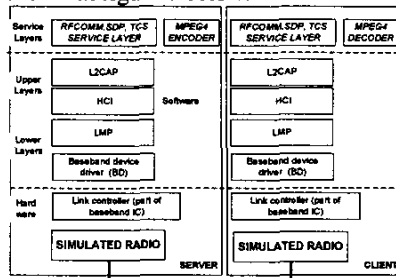 Service Layers
RFCOMM.SDP, TCS SERVICE LAYER
MPEG4 ENCODER
RFCOMM.SDP, TCS SERVICE LAYER
MPEG4 DECODER
Upper Layers
L2CAP
HCI
Software
L2CAP
HCI
Lower Layers
LMP
Baseband device driver (BD)
LMP
Baseband device driver (BD)
Hard ware
Link controller (part of baseband IC)
Link controller (part of baseband IC)
SIMULATED RADIO
SERVER
SIMULATED RADIO
CLIENT